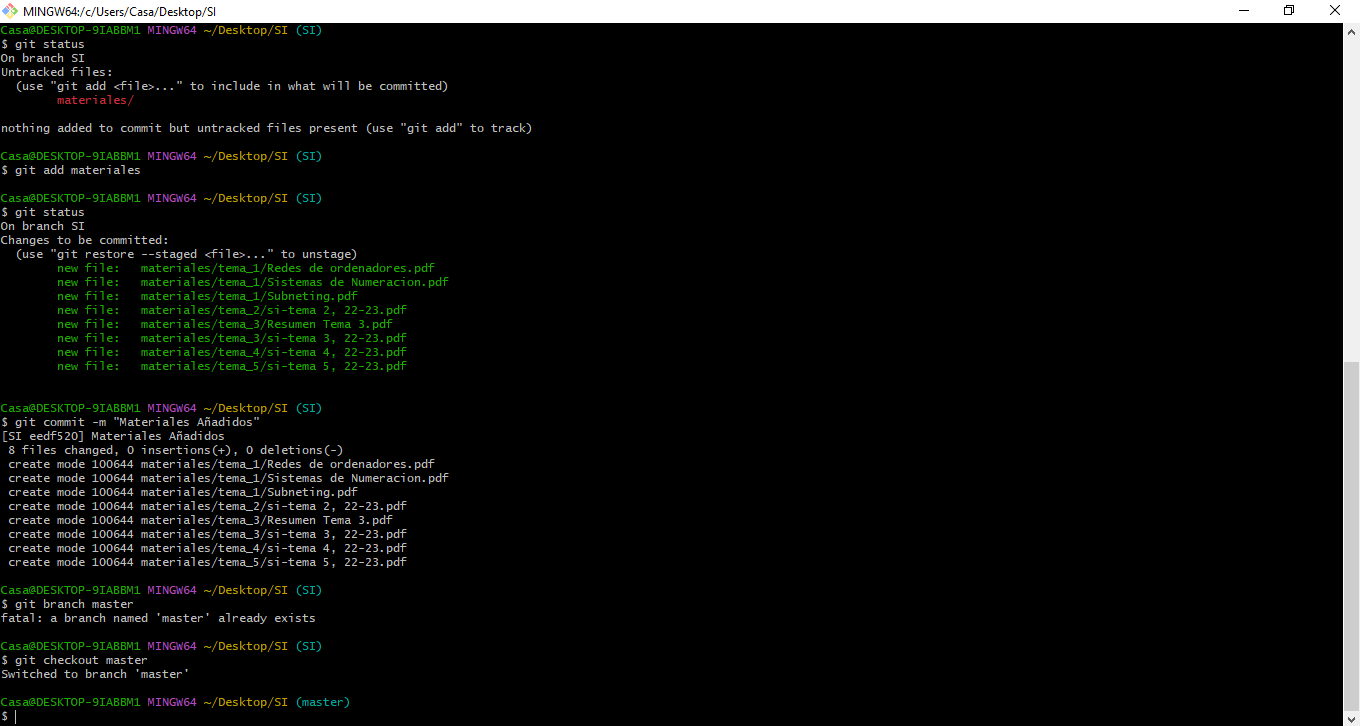 MINGW64:/c/Users/Casa/Desktop/SI
Casa@DESKTOP-9IABBM1 MINGW64 ~/Desktop/SI (SI)
$ git status
On branch SI
Untracked files:
  (use "git add <file>..." to include in what will be committed)
        materiales/

nothing added to commit but untracked files present (use "git add" to track)

Casa@DESKTOP-9IABBM1 MINGW64 ~/Desktop/SI (SI)
$ git add materiales

Casa@DESKTOP-9IABBM1 MINGW64 ~/Desktop/SI (SI)
$ git status
On branch SI
Changes to be committed:
  (use "git restore --staged <file>..." to unstage)
        new file:   materiales/tema_1/Redes de ordenadores.pdf
        new file:   materiales/tema_1/Sistemas de Numeracion.pdf
        new file:   materiales/tema_1/Subneting.pdf
        new file:   materiales/tema_2/si-tema 2, 22-23.pdf
        new file:   materiales/tema_3/Resumen Tema 3.pdf
        new file:   materiales/tema_3/si-tema 3, 22-23.pdf
        new file:   materiales/tema_4/si-tema 4, 22-23.pdf
        new file:   materiales/tema_5/si-tema 5, 22-23.pdf

Casa@DESKTOP-9IABBM1 MINGW64 ~/Desktop/SI (SI)
$ git commit -m "Materiales Añadidos"
[SI eedf520] Materiales Añadidos
 8 files changed, 0 insertions(+), 0 deletions(-)
 create mode 100644 materiales/tema_1/Redes de ordenadores.pdf
 create mode 100644 materiales/tema_1/Sistemas de Numeracion.pdf
 create mode 100644 materiales/tema_1/Subneting.pdf
 create mode 100644 materiales/tema_2/si-tema 2, 22-23.pdf
 create mode 100644 materiales/tema_3/Resumen Tema 3.pdf
 create mode 100644 materiales/tema_3/si-tema 3, 22-23.pdf
 create mode 100644 materiales/tema_4/si-tema 4, 22-23.pdf
 create mode 100644 materiales/tema_5/si-tema 5, 22-23.pdf

Casa@DESKTOP-9IABBM1 MINGW64 ~/Desktop/SI (SI)
$ git branch master
fatal: a branch named 'master' already exists

Casa@DESKTOP-9IABBM1 MINGW64 ~/Desktop/SI (SI)
$ git checkout master
Switched to branch 'master'

Casa@DESKTOP-9IABBM1 MINGW64 ~/Desktop/SI (master)
$